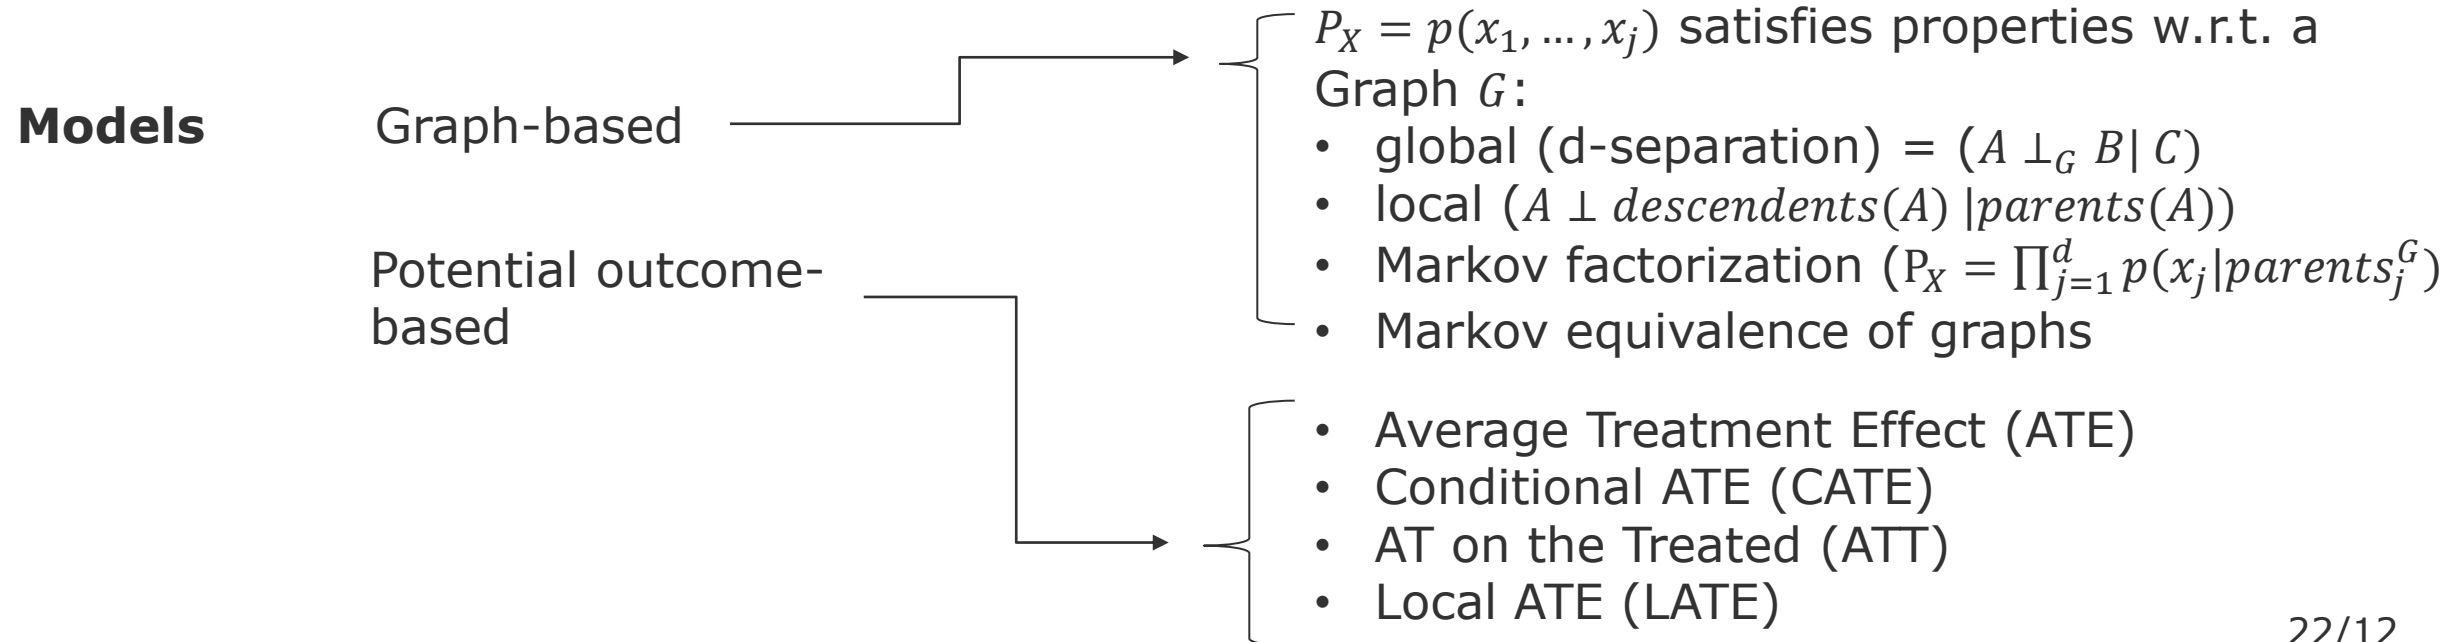 Models
Graph-based
Potential outcome-
based
P_X = p(x_1, ..., x_j) satisfies properties w.r.t. a
Graph G:
• global (d-separation) = (A ⊥_G B| C)
• local (A ⊥ descendents(A) |parents(A))
• Markov factorization (P_X = ∏_{j=1}^{d} p(x_j|parents_j^G)
• Markov equivalence of graphs
• Average Treatment Effect (ATE)
• Conditional ATE (CATE)
• AT on the Treated (ATT)
• Local ATE (LATE)
22/12